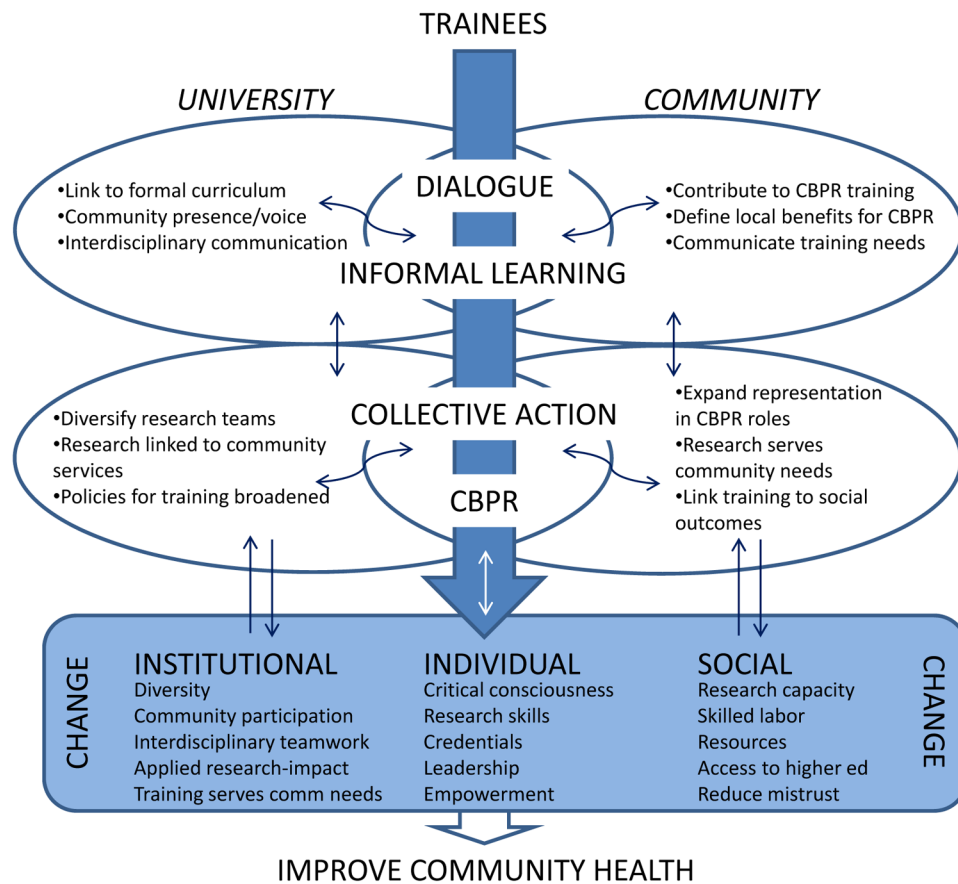 TRAINEES
UNIVERSITY
COMMUNITY
DIALOGUE
•Link to formal curriculum
•Community presence/voice
•Interdisciplinary communication
•Contribute to CBPR training
•Define local benefits for CBPR
•Communicate training needs
INFORMAL LEARNING
COLLECTIVE ACTION
•Diversify research teams
•Research linked to community
services
•Policies for training broadened
•Expand representation
in CBPR roles
•Research serves
community needs
•Link training to social
outcomes
CBPR
CHANGE
INSTITUTIONAL
Diversity
Community participation
Interdisciplinary teamwork
Applied research-impact
Training serves comm needs
INDIVIDUAL
Critical consciousness
Research skills
Credentials
Leadership
Empowerment
SOCIAL
Research capacity
Skilled labor
Resources
Access to higher ed
Reduce mistrust
CHANGE
IMPROVE COMMUNITY HEALTH